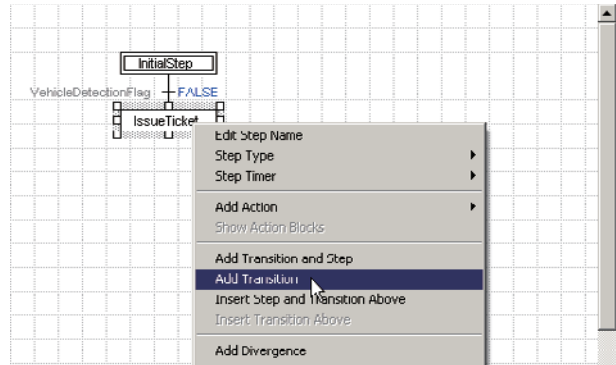 InitialStep
VehicleDetectionFlag FALSE
IssueTicket
Edit Step Name
Step Type
Step Timer
Add Action
Show Action Blocks
Add Transition and Step
Add Transition
Insert Step and Transition Above
Insert Transition Above
Add Divergence